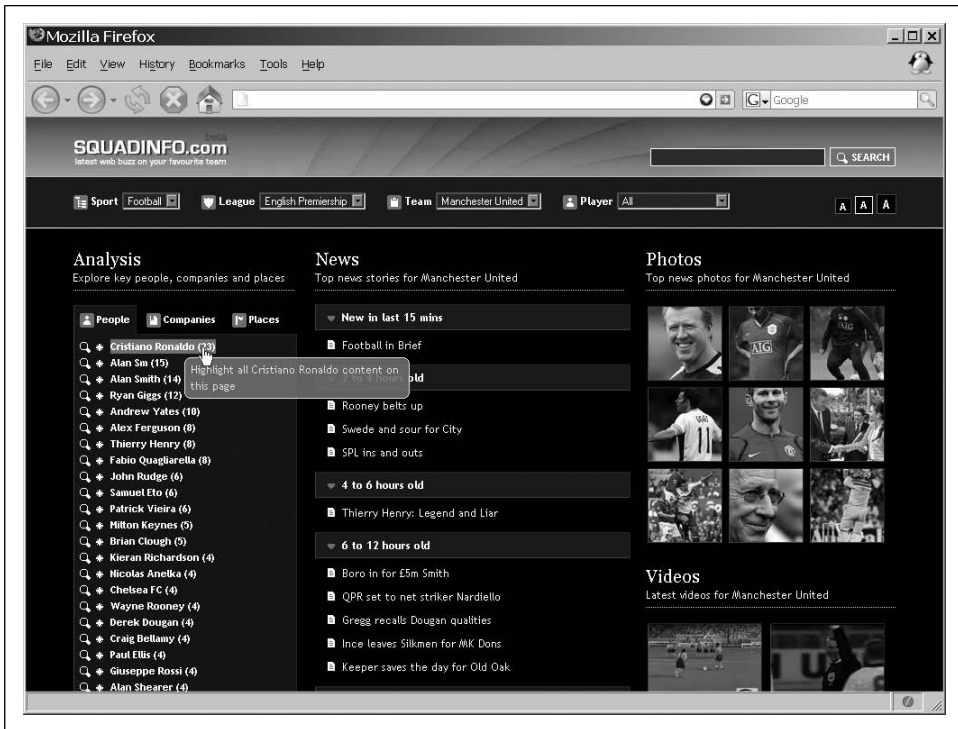 Mozilla Firefox
File Edit View History Bookmarks Tools Help
G Google
beta
SQUADINFO.com
latest web buzz on your favourite team
SEARCH
Sport Football League English Premiership Team Manchester United Player All
A A A
Analysis
Explore key people, companies and places
People Companies Places
Cristiano Ronaldo (23)
Alan Sm (15)
Alan Smith (14)
Ryan Giggs (12)
Andrew Yates (10)
Alex Ferguson (8)
Thierry Henry (8)
Fabio Quagliarella (8)
John Rudge (6)
Samuel Eto (6)
Patrick Vieira (6)
Milton Keynes (5)
Brian Clough (5)
Kieran Richardson (4)
Nicolas Anelka (4)
Chelsea FC (4)
Wayne Rooney (4)
Derek Dougan (4)
Craig Bellamy (4)
Paul Ellis (4)
Giuseppe Rossi (4)
Alan Shearer (4)
Highlight all Cristiano Ronaldo content on
this page
News
Top news stories for Manchester United
New in last 15 mins
Football in Brief
2 to 4 hours old
Rooney belts up
Swede and sour for City
SPL ins and outs
4 to 6 hours old
Thierry Henry: Legend and Liar
6 to 12 hours old
Boro in for £5m Smith
QPR set to net striker Nardiello
Gregg recalls Dougan qualities
Ince leaves Silkmen for MK Dons
Keeper saves the day for Old Oak
Photos
Top news photos for Manchester United
AIG
11
Videos
Latest videos for Manchester United